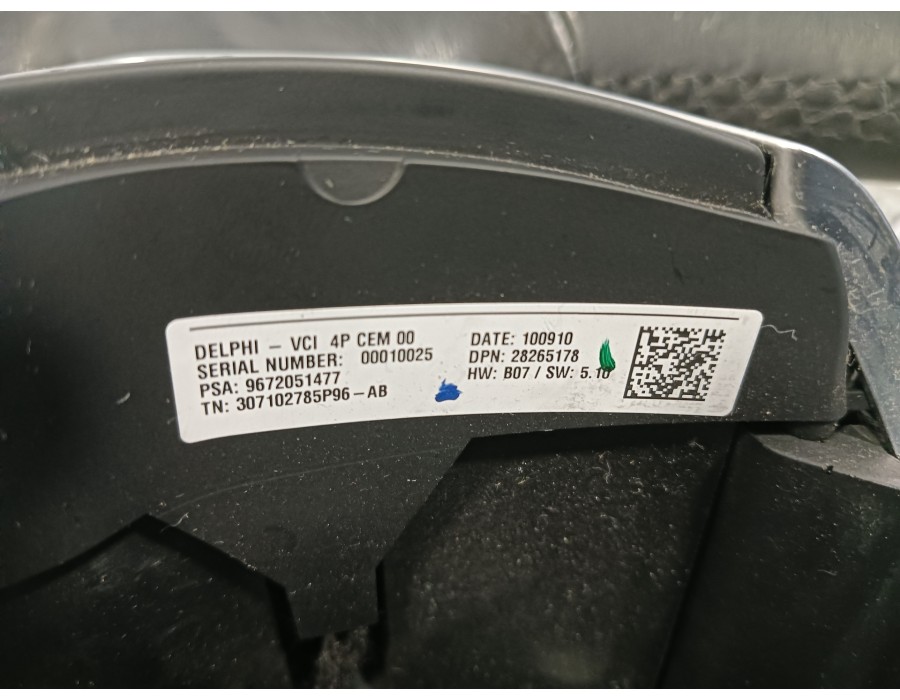 DELPHI – VCI 4P CEM 00
SERIAL NUMBER: 00010025
PSA: 9672051477
TN: 307102785P96–AB
DATE: 100910
DPN: 28265178
HW: B07 / SW: 5.10